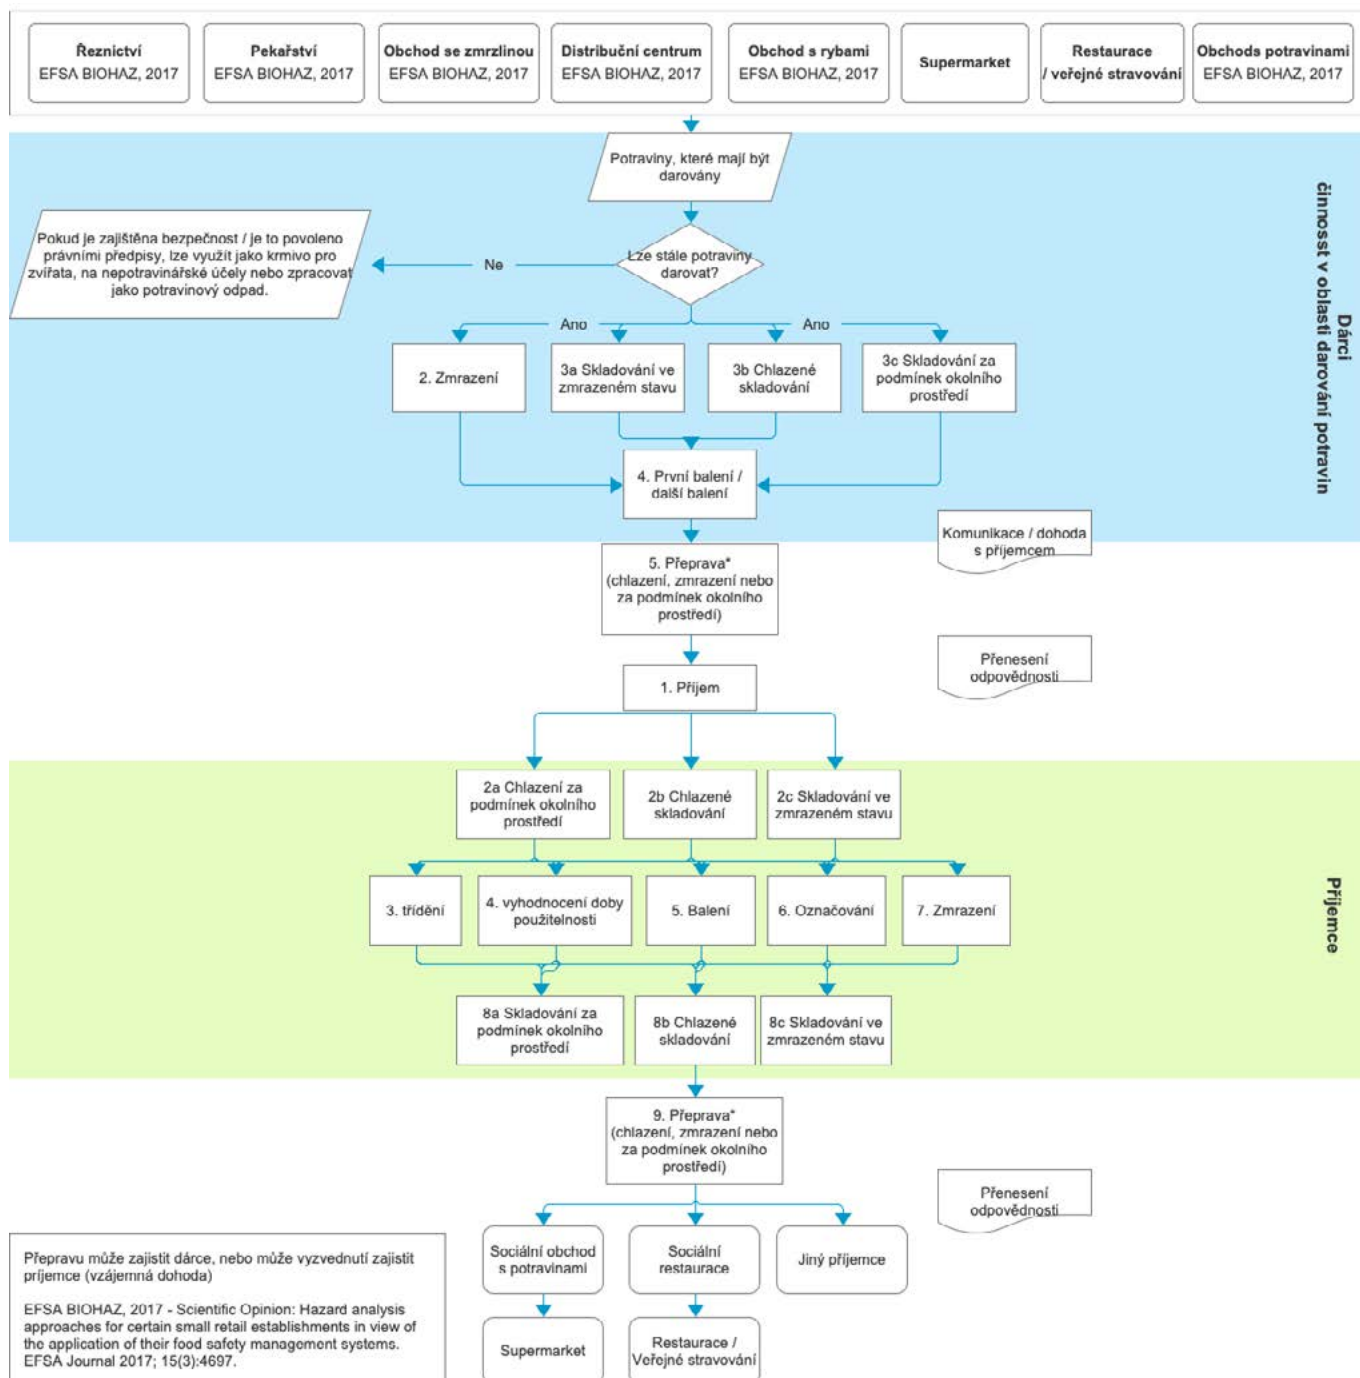 Řeznictví
EFSA BIOHAZ, 2017
Pekařství
EFSA BIOHAZ, 2017
Obchod se zmrzlinou
EFSA BIOHAZ, 2017
Distribuční centrum
EFSA BIOHAZ, 2017
Obchod s rybami
EFSA BIOHAZ, 2017
Supermarket
Restaurace
/ veřejné stravování
Obchods potravinami
EFSA BIOHAZ, 2017
Potraviny, které mají být
darovány
Lze stále potraviny
darovat?
Ne
Pokud je zajištěna bezpečnost / je to povoleno
právními předpisy, lze využít jako krmivo pro
zvířata, na nepotravinářské účely nebo zpracovat
jako potravinový odpad.
Ano
Ano
2. Zmrazení
3a Skladování ve
zmrazeném stavu
3b Chlazené
skladování
3c Skladování za
podmínek okolního
prostředí
4. První balení /
další balení
Dárci
činnosst v oblasti darování potravin
Komunikace / dohoda
s příjemcem
5. Přeprava*
(chlazení, zmrazení nebo
za podmínek okolního
prostředí)
Přenesení
odpovědnosti
1. Příjem
2a Chlazení za
podmínek okolního
prostředí
2b Chlazené
skladování
2c Skladování ve
zmrazeném stavu
3. třídění
4. vyhodnocení doby
použitelnosti
5. Balení
6. Označování
7. Zmrazení
Příjemce
8a Skladování za
podmínek okolního
prostředí
8b Chlazené
skladování
8c Skladování ve
zmrazeném stavu
9. Přeprava*
(chlazení, zmrazení nebo
za podmínek okolního
prostředí)
Přenesení
odpovědnosti
Sociální obchod
s potravinami
Sociální
restaurace
Jiný příjemce
Supermarket
Restaurace /
Veřejné stravování
Přepravu může zajistit dárce, nebo může vyzvednutí zajistit
príjemce (vzájemná dohoda)
EFSA BIOHAZ, 2017 - Scientific Opinion: Hazard analysis
approaches for certain small retail establishments in view of
the application of their food safety management systems.
EFSA Journal 2017; 15(3):4697.